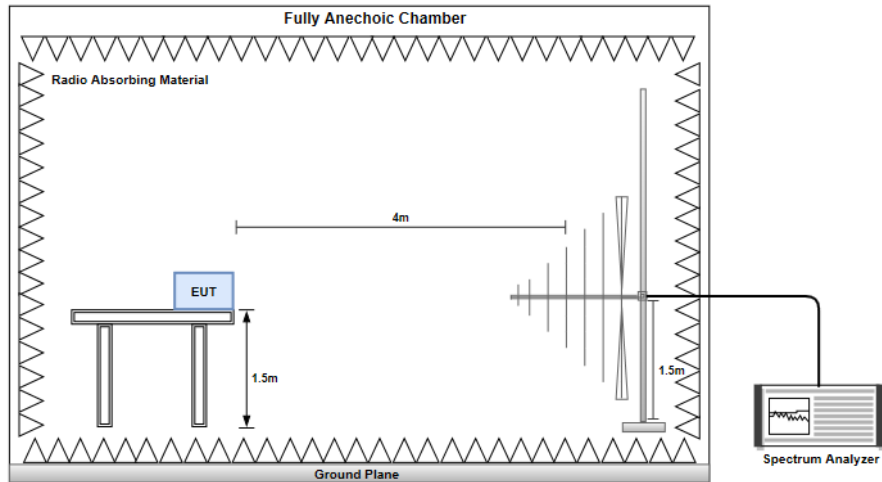 Fully Anechoic Chamber
Radio Absorbing Material
4m
EUT
1.5m
1.5m
Spectrum Analyzer
Ground Plane